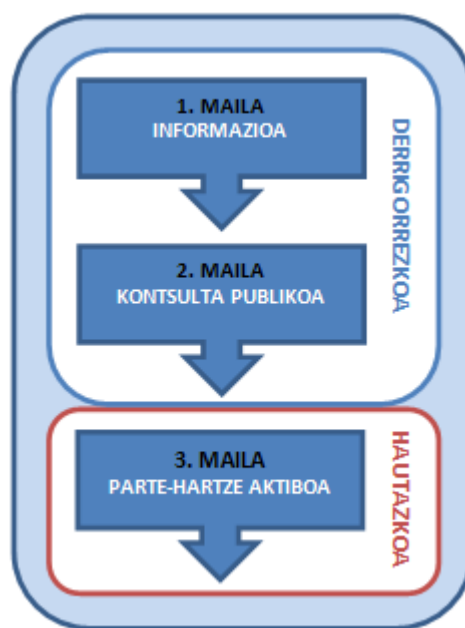 1. MAILA
INFORMAZIOA
2. MAILA
KONTSULTA PUBLIKOA
DERRIGORREZKOA
3. MAILA
PARTE-HARTZE AKTIBOA
HAUTAZKOA